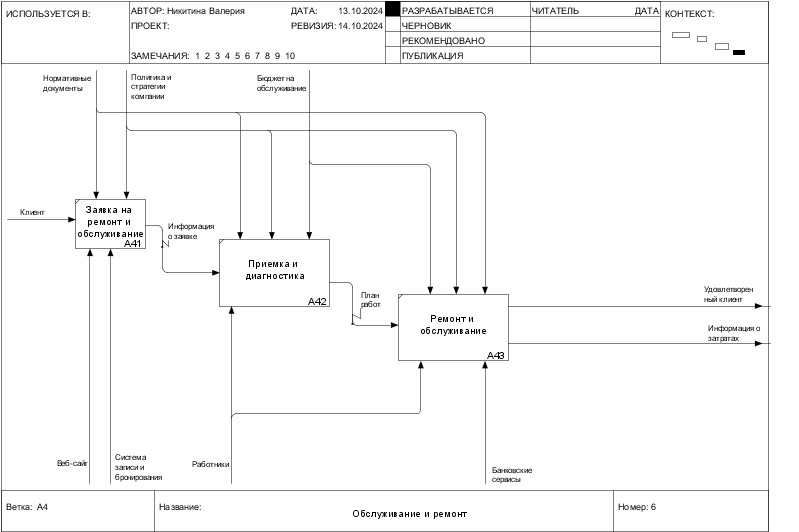 ИСПОЛЬЗУЕТСЯ В:
АВТОР: Никитина Валерия
ДАТА: 13.10.2024
РАЗРАБАТЫВАЕТСЯ
ЧИТАТЕЛЬ
ДАТА
КОНТЕКСТ:
ПРОЕКТ:
РЕВИЗИЯ: 14.10.2024
ЧЕРНОВИК
РЕКОМЕНДОВАНО
ЗАМЕЧАНИЯ: 1 2 3 4 5 6 7 8 9 10
ПУБЛИКАЦИЯ
Нормативные
документы
Политика и
стратегии
компании
Бюджет на
обслуживание
Клиент
Заявка на
ремонт и
обслуживание
A41
Информация
о заявке
Приемка и
диагностика
A42
План
работ
Ремонт и
обслуживание
A43
Удовлетворен
ный клиент
Информация о
затратах
Веб-сайт
Система
записи и
бронирования
Работники
Банковские
сервисы
Ветка: A4
Название:
Обслуживание и ремонт
Номер: 6